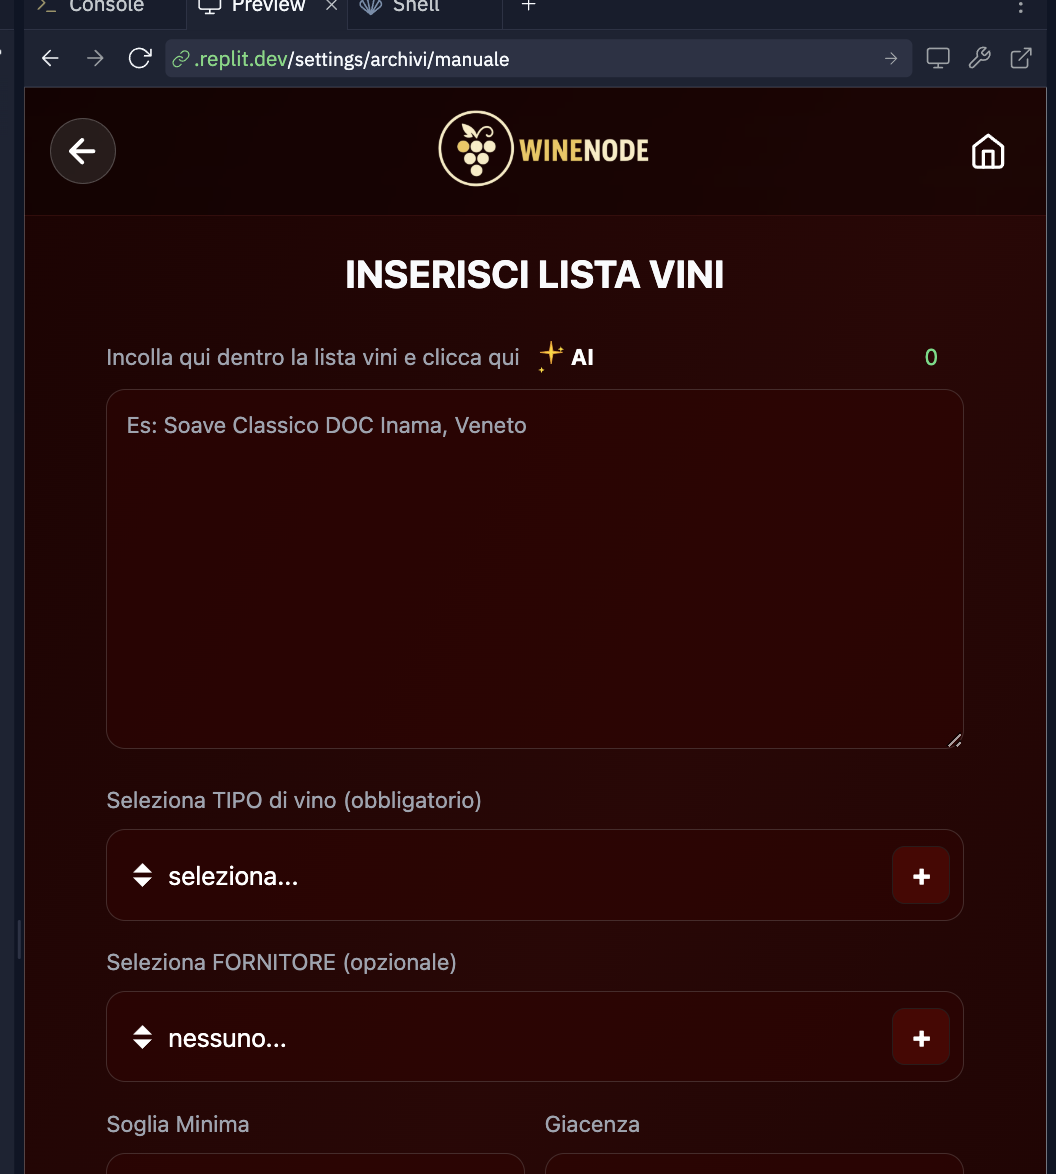 >_ Console
Preview
Shell
.replit.dev/settings/archivi/manuale
WINENODE
INSERISCI LISTA VINI
Incolla qui dentro la lista vini e clicca qui AI 0
Es: Soave Classico DOC Inama, Veneto
Seleziona TIPO di vino (obbligatorio)
seleziona...
Seleziona FORNITORE (opzionale)
nessuno...
Soglia Minima Giacenza